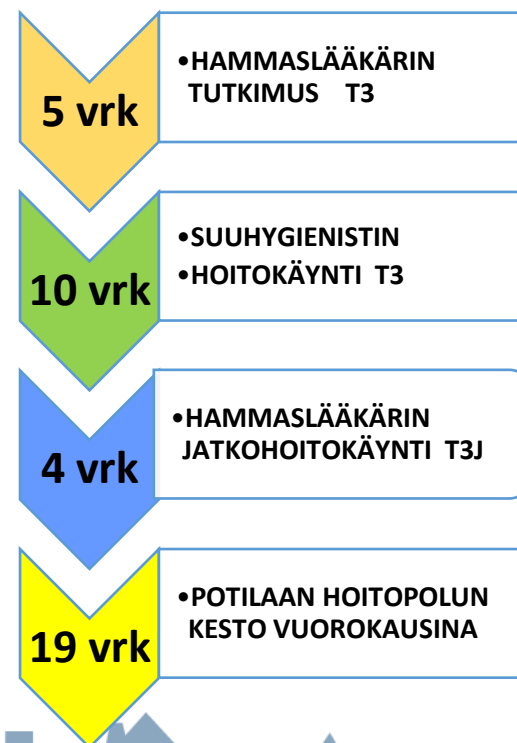 5 vrk
•HAMMASLÄÄKÄRIN
TUTKIMUS T3
10 vrk
•SUUHYGIENISTIN
•HOITOKÄYNTI T3
4 vrk
•HAMMASLÄÄKÄRIN
JATKOHOITOKÄYNTI T3J
19 vrk
•POTILAAN HOITOPOLUN
KESTO VUOROKAUSINA